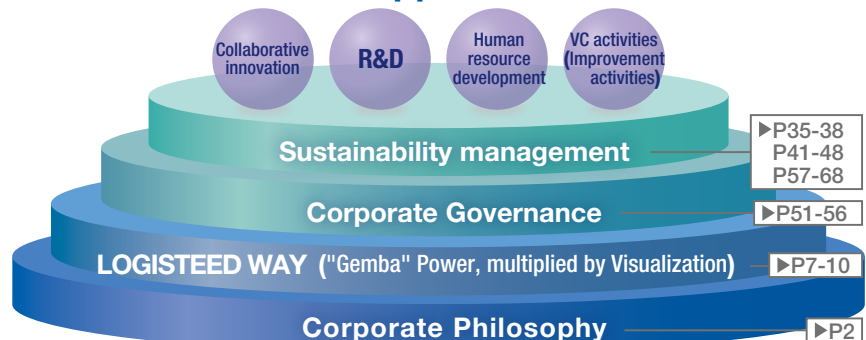 Collaborative
innovation
R&D
Human
resource
development
VC activities
(Improvement
activities)
Sustainability management
▶P35-38
P41-48
P57-68
Corporate Governance
▶P51-56
LOGISTEED WAY ("Gemba" Power, multiplied by Visualization)
▶P7-10
Corporate Philosophy
▶P2